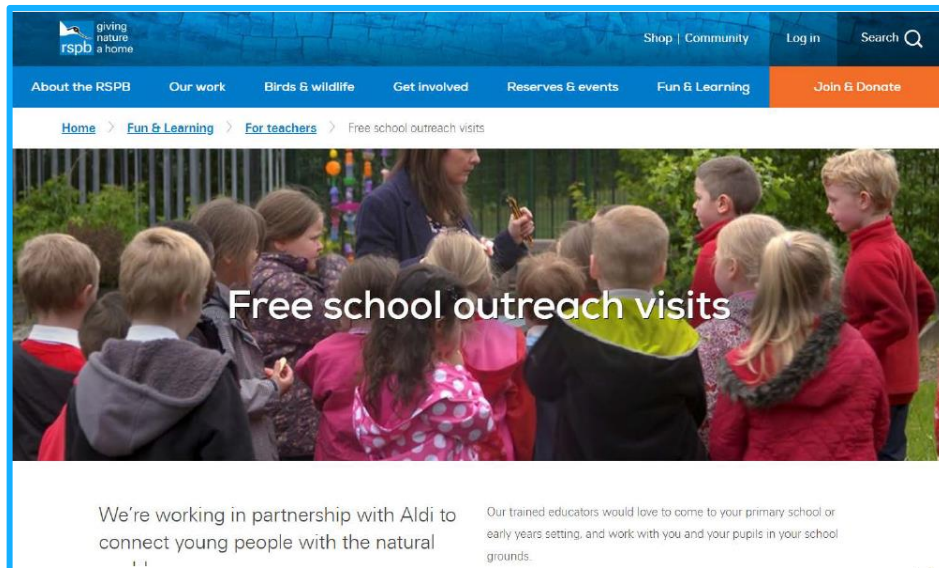 giving
nature
rspb a home
Shop | Community
Log in
Search
About the RSPB
Our work
Birds & wildlife
Get involved
Reserves & events
Fun & Learning
Join & Donate
Home > Fun & Learning > For teachers > Free school outreach visits
Free school outreach visits
We're working in partnership with Aldi to
connect young people with the natural
Our trained educators would love to come to your primary school or
early years setting, and work with you and your pupils in your school
grounds.